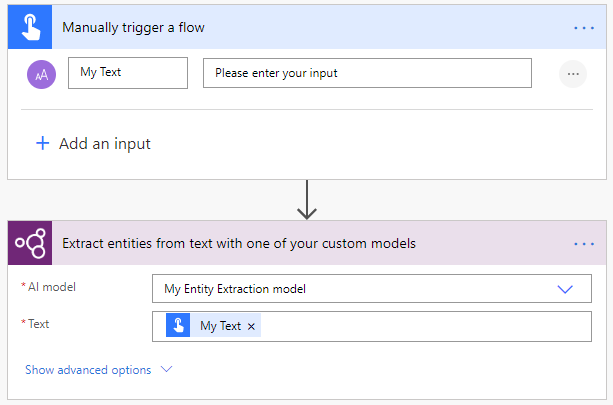 Manually trigger a flow
AA My Text Please enter your input
+ Add an input
Extract entities from text with one of your custom models
* AI model My Entity Extraction model
* Text My Text ×
Show advanced options